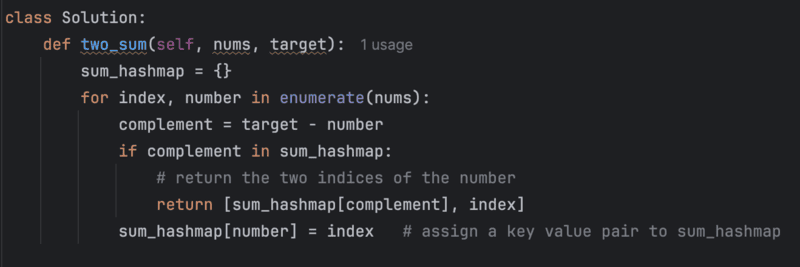 class Solution:
    def two_sum(self, nums, target):  1 usage
        sum_hashmap = {}
        for index, number in enumerate(nums):
            complement = target - number
            if complement in sum_hashmap:
                # return the two indices of the number
                return [sum_hashmap[complement], index]
            sum_hashmap[number] = index   # assign a key value pair to sum_hashmap